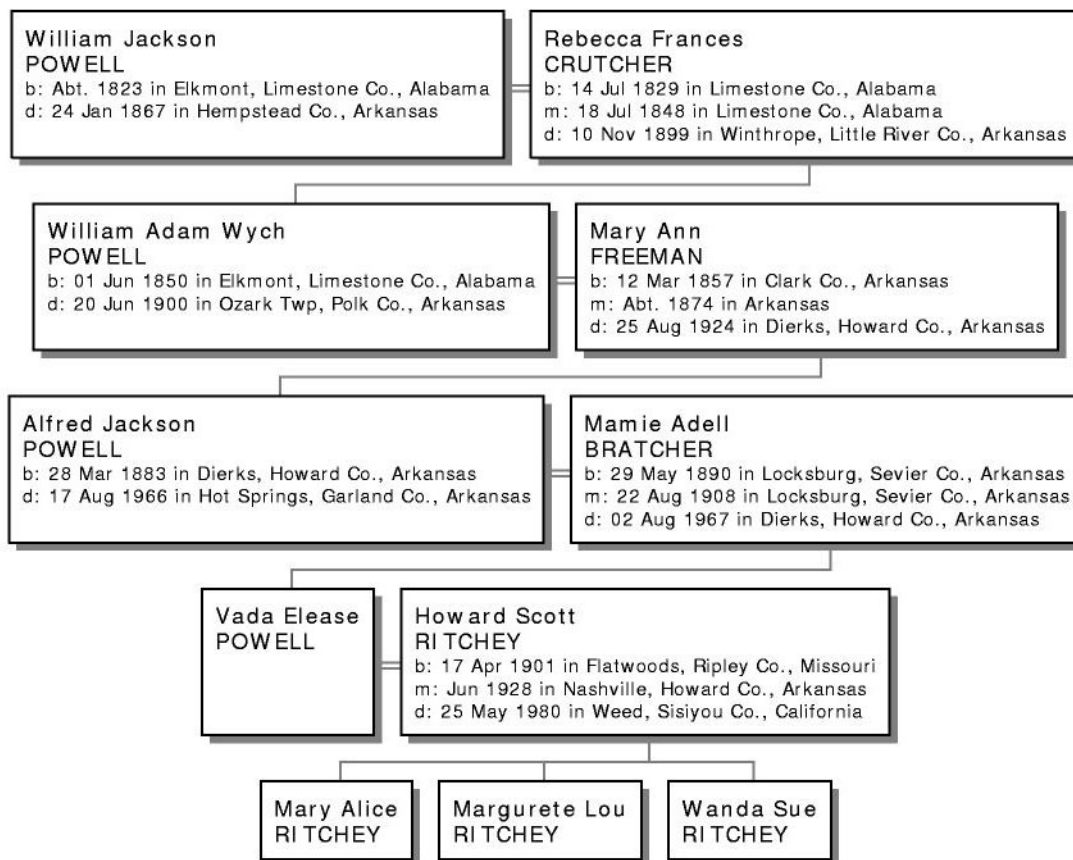 William Jackson
POWELL
b: Abt. 1823 in Elkmont, Limestone Co., Alabama
d: 24 Jan 1867 in Hempstead Co., Arkansas
Rebecca Frances
CRUTCHER
b: 14 Jul 1829 in Limestone Co., Alabama
m: 18 Jul 1848 in Limestone Co., Alabama
d: 10 Nov 1899 in Winthrope, Little River Co., Arkansas
William Adam Wych
POWELL
b: 01 Jun 1850 in Elkmont, Limestone Co., Alabama
d: 20 Jun 1900 in Ozark Twp, Polk Co., Arkansas
Mary Ann
FREEMAN
b: 12 Mar 1857 in Clark Co., Arkansas
m: Abt. 1874 in Arkansas
d: 25 Aug 1924 in Dierks, Howard Co., Arkansas
Alfred Jackson
POWELL
b: 28 Mar 1883 in Dierks, Howard Co., Arkansas
d: 17 Aug 1966 in Hot Springs, Garland Co., Arkansas
Mamie Adell
BRATCHER
b: 29 May 1890 in Locksburg, Sevier Co., Arkansas
m: 22 Aug 1908 in Locksburg, Sevier Co., Arkansas
d: 02 Aug 1967 in Dierks, Howard Co., Arkansas
Vada Elease
POWELL
Howard Scott
RITCHEY
b: 17 Apr 1901 in Flatwoods, Ripley Co., Missouri
m: Jun 1928 in Nashville, Howard Co., Arkansas
d: 25 May 1980 in Weed, Sisiyou Co., California
Mary Alice
RITCHEY
Margurete Lou
RITCHEY
Wanda Sue
RITCHEY